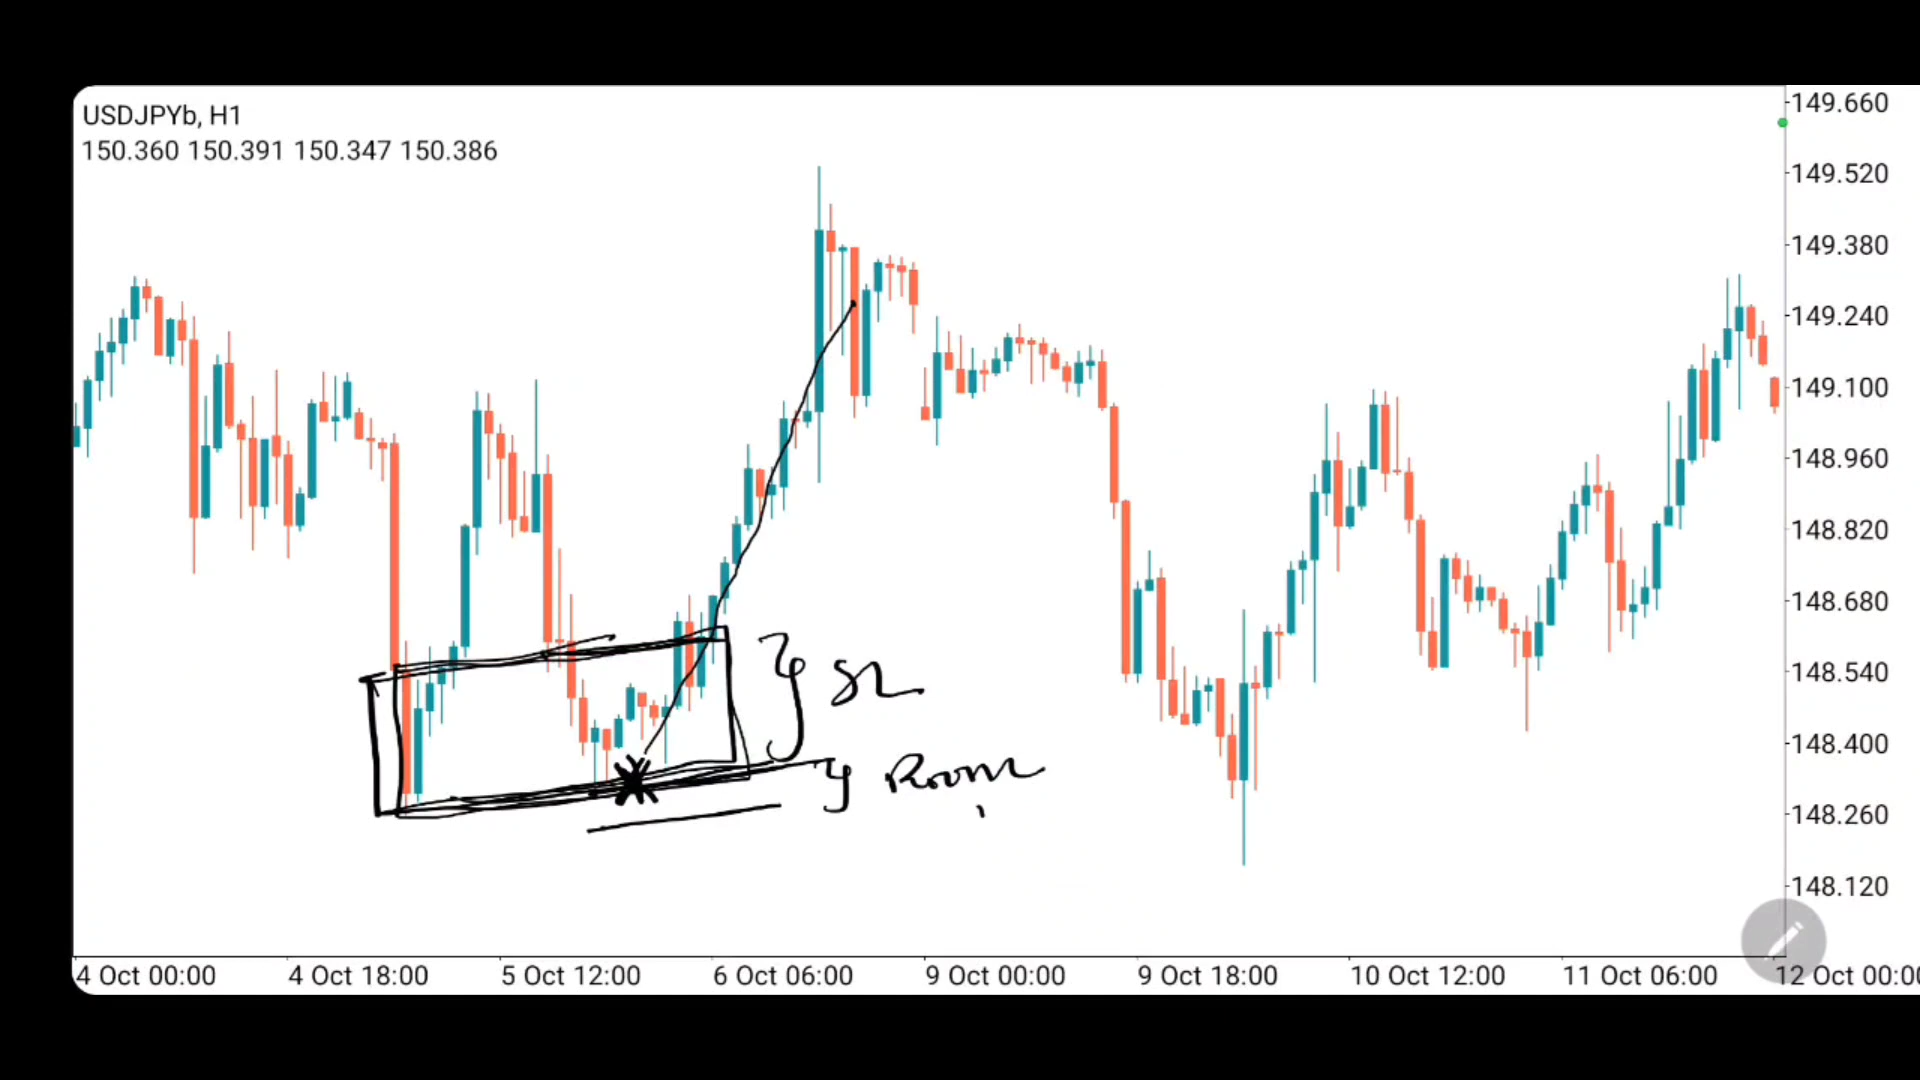 USDJPYb, H1
150.360 150.391 150.347 150.386
149.660
149.520
149.380
149.240
149.100
148.960
148.820
148.680
148.540
148.400
148.260
148.120
SL
Room
4 Oct 00:00 4 Oct 18:00 5 Oct 12:00 6 Oct 06:00 9 Oct 00:00 9 Oct 18:00 10 Oct 12:00 11 Oct 06:00 12 Oct 00:00